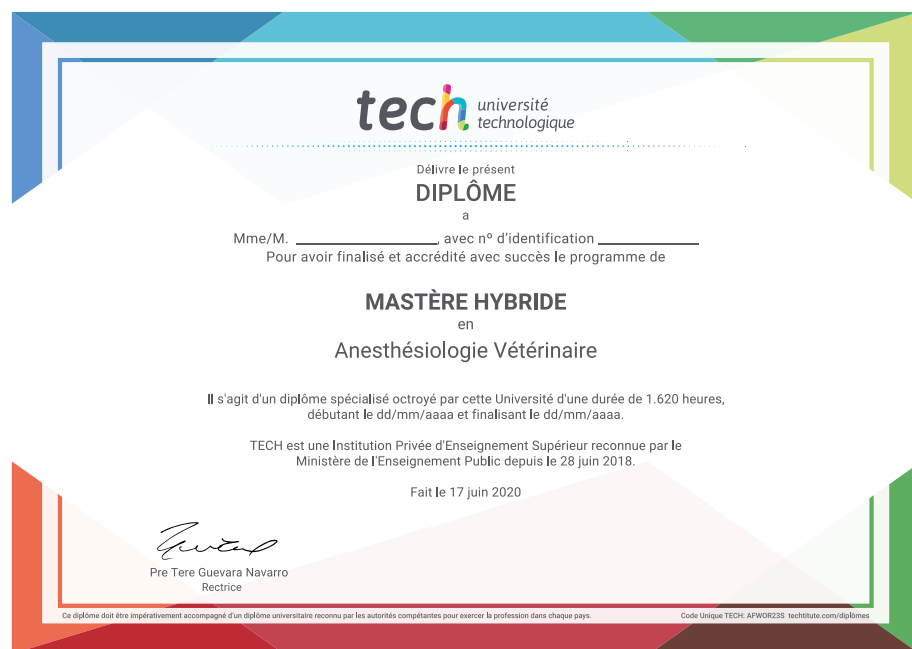 tech université
technologique
Délivre le présent
DIPLÔME
a
Mme/M. ____________________, avec nº d'identification ______________
Pour avoir finalisé et accrédité avec succès le programme de
MASTÈRE HYBRIDE
en
Anesthésiologie Vétérinaire
Il s'agit d'un diplôme spécialisé octroyé par cette Université d'une durée de 1.620 heures,
débutant le dd/mm/aaaa et finalisant le dd/mm/aaaa.
TECH est une Institution Privée d'Enseignement Supérieur reconnue par le
Ministère de l'Enseignement Public depuis le 28 juin 2018.
Fait le 17 juin 2020
Pre Tere Guevara Navarro
Rectrice
Ce diplôme doit être impérativement accompagné d'un diplôme universitaire reconnu par les autorités compétentes pour exercer la profession dans chaque pays. Code Unique TECH: AFWOR23S techtitute.com/diplômes